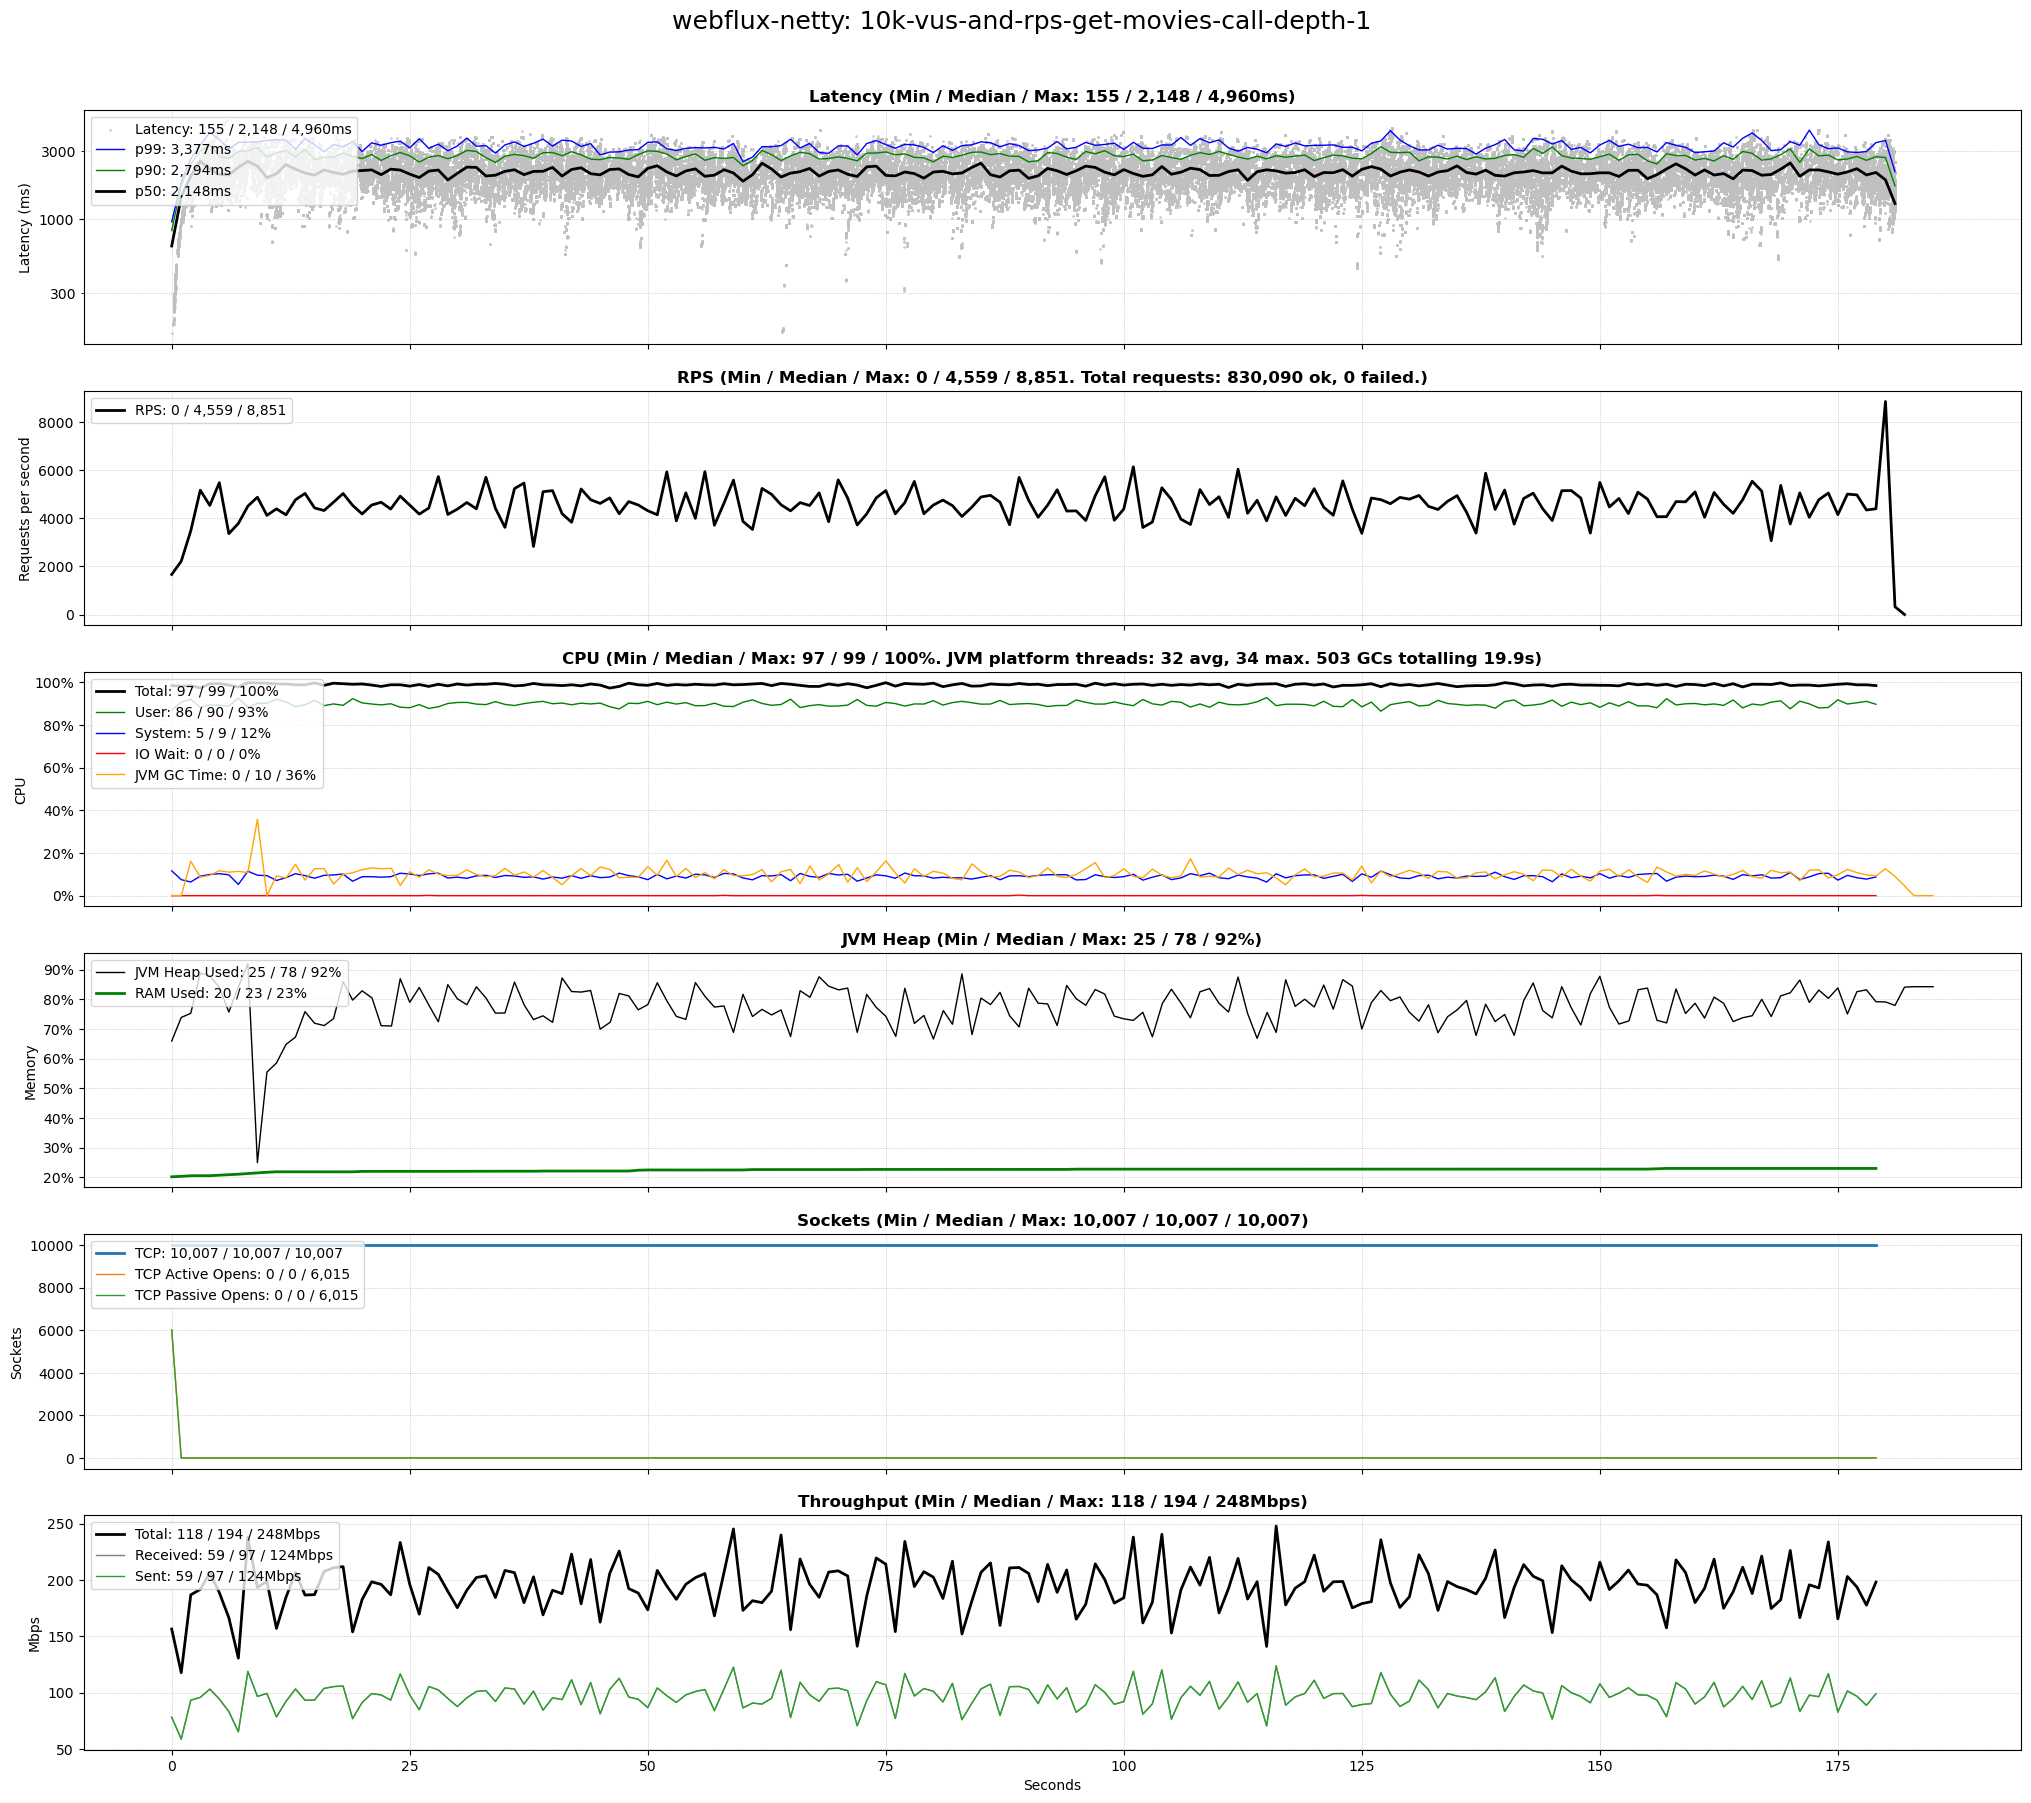 webflux-netty: 10k-vus-and-rps-get-movies-call-depth-1
Latency (Min / Median / Max: 155 / 2,148 / 4,960ms)
Latency: 155 / 2,148 / 4,960ms
p99: 3,377ms
p90: 2,794ms
p50: 2,148ms
Latency (ms)
3000
1000
300
RPS (Min / Median / Max: 0 / 4,559 / 8,851. Total requests: 830,090 ok, 0 failed.)
RPS: 0 / 4,559 / 8,851
Requests per second
8000
6000
4000
2000
0
CPU (Min / Median / Max: 97 / 99 / 100%. JVM platform threads: 32 avg, 34 max. 503 GCs totalling 19.9s)
Total: 97 / 99 / 100%
User: 86 / 90 / 93%
System: 5 / 9 / 12%
IO Wait: 0 / 0 / 0%
JVM GC Time: 0 / 10 / 36%
CPU
100%
80%
60%
40%
20%
0%
JVM Heap (Min / Median / Max: 25 / 78 / 92%)
JVM Heap Used: 25 / 78 / 92%
RAM Used: 20 / 23 / 23%
Memory
90%
80%
70%
60%
50%
40%
30%
20%
Sockets (Min / Median / Max: 10,007 / 10,007 / 10,007)
TCP: 10,007 / 10,007 / 10,007
TCP Active Opens: 0 / 0 / 6,015
TCP Passive Opens: 0 / 0 / 6,015
Sockets
10000
8000
6000
4000
2000
0
Throughput (Min / Median / Max: 118 / 194 / 248Mbps)
Total: 118 / 194 / 248Mbps
Received: 59 / 97 / 124Mbps
Sent: 59 / 97 / 124Mbps
Mbps
250
200
150
100
50
0 25 50 75 100 125 150 175
Seconds